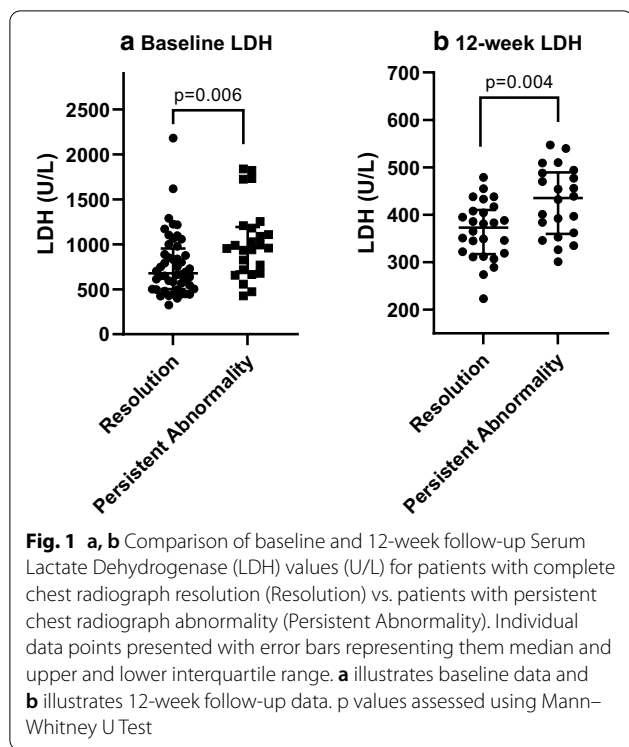 a Baseline LDH
b 12-week LDH
p=0.006
p=0.004
LDH (U/L)
2500
2000
1500
1000
500
0
Resolution
Persistent Abnormality
LDH (U/L)
700
600
500
400
300
200
Resolution
Persistent Abnormality
Fig. 1 a, b Comparison of baseline and 12-week follow-up Serum
Lactate Dehydrogenase (LDH) values (U/L) for patients with complete
chest radiograph resolution (Resolution) vs. patients with persistent
chest radiograph abnormality (Persistent Abnormality). Individual
data points presented with error bars representing them median and
upper and lower interquartile range. a illustrates baseline data and
b illustrates 12-week follow-up data. p values assessed using Mann–
Whitney U Test